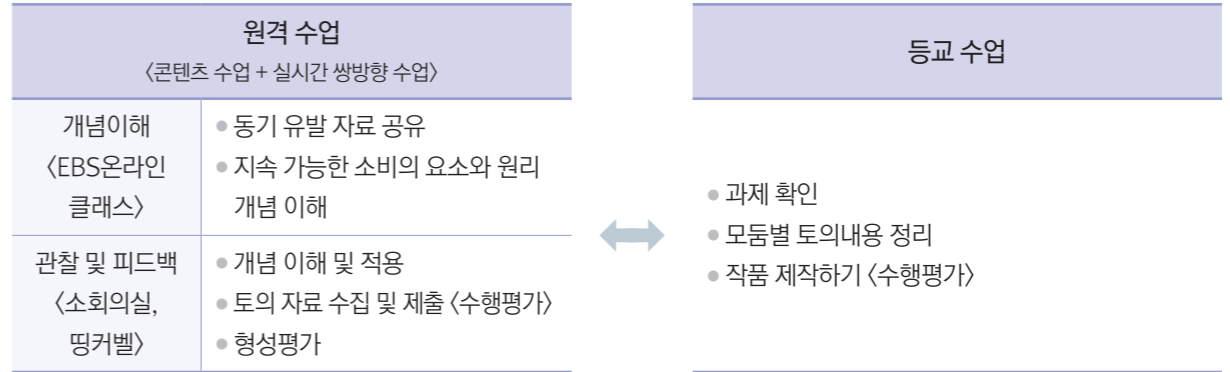 원격 수업
〈콘텐츠 수업 + 실시간 쌍방향 수업〉
개념이해
〈EBS온라인
클래스〉
● 동기 유발 자료 공유
● 지속 가능한 소비의 요소와 원리
개념 이해
관찰 및 피드백
〈소회의실,
띵커벨〉
● 개념 이해 및 적용
● 토의 자료 수집 및 제출 〈수행평가〉
● 형성평가
등교 수업
● 과제 확인
● 모둠별 토의내용 정리
● 작품 제작하기 〈수행평가〉